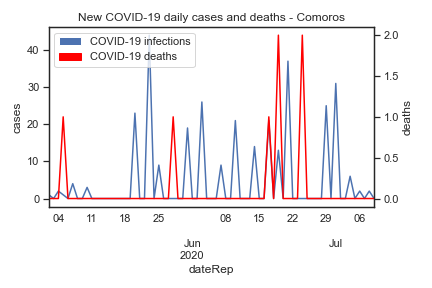 New COVID-19 daily cases and deaths - Comoros
COVID-19 infections
COVID-19 deaths
cases
40
30
20
10
0
2.0
1.5
1.0
0.5
0.0
deaths
04 11 18 25 08 15 22 29 06
Jun Jul
2020
dateRep